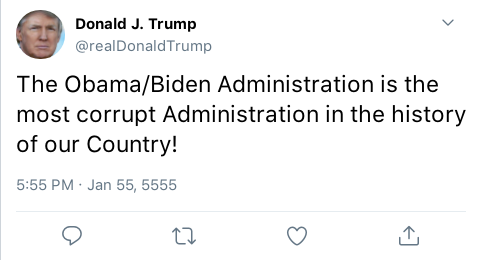 Donald J. Trump
@realDonaldTrump
The Obama/Biden Administration is the
most corrupt Administration in the history
of our Country!
5:55 PM · Jan 55, 5555